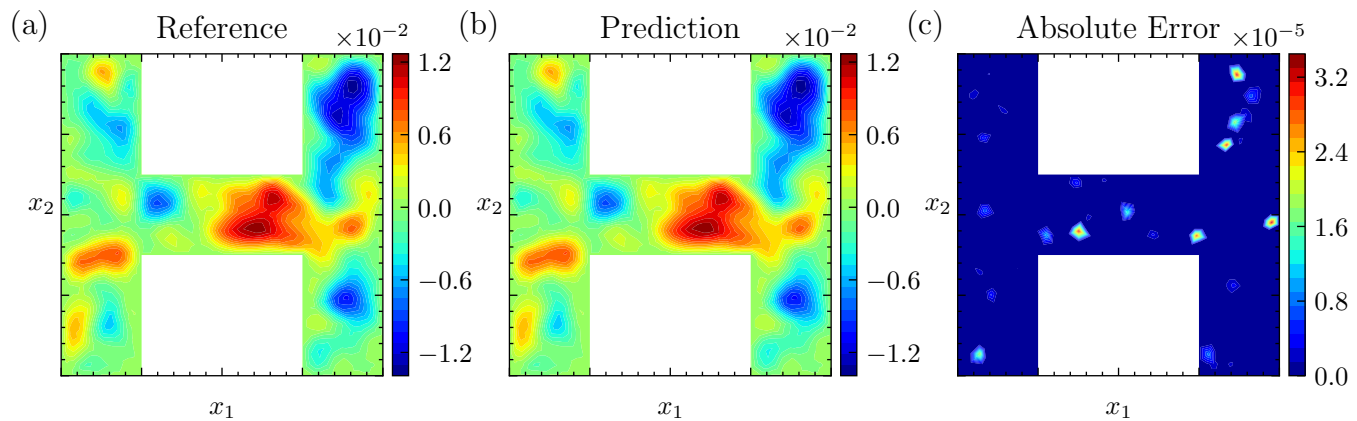 (a) Reference ×10⁻²
x₂
x₁
1.2
0.6
0.0
−0.6
−1.2
(b) Prediction ×10⁻²
x₂
x₁
1.2
0.6
0.0
−0.6
−1.2
(c) Absolute Error ×10⁻⁵
x₂
x₁
3.2
2.4
1.6
0.8
0.0